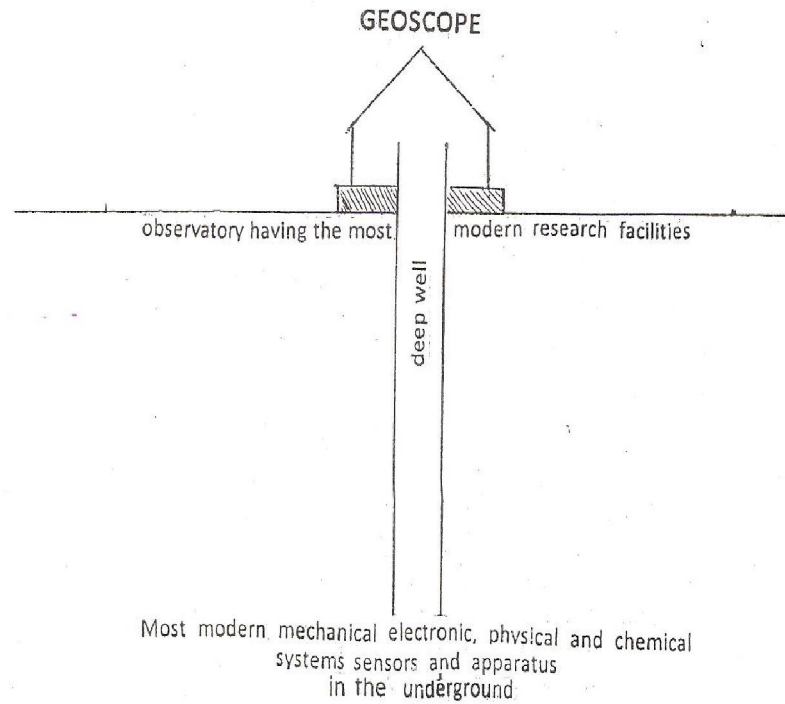 GEOSCOPE
observatory having the most modern research facilities
deep well
Most modern mechanical electronic, physical and chemical
systems sensors and apparatus
in the underground